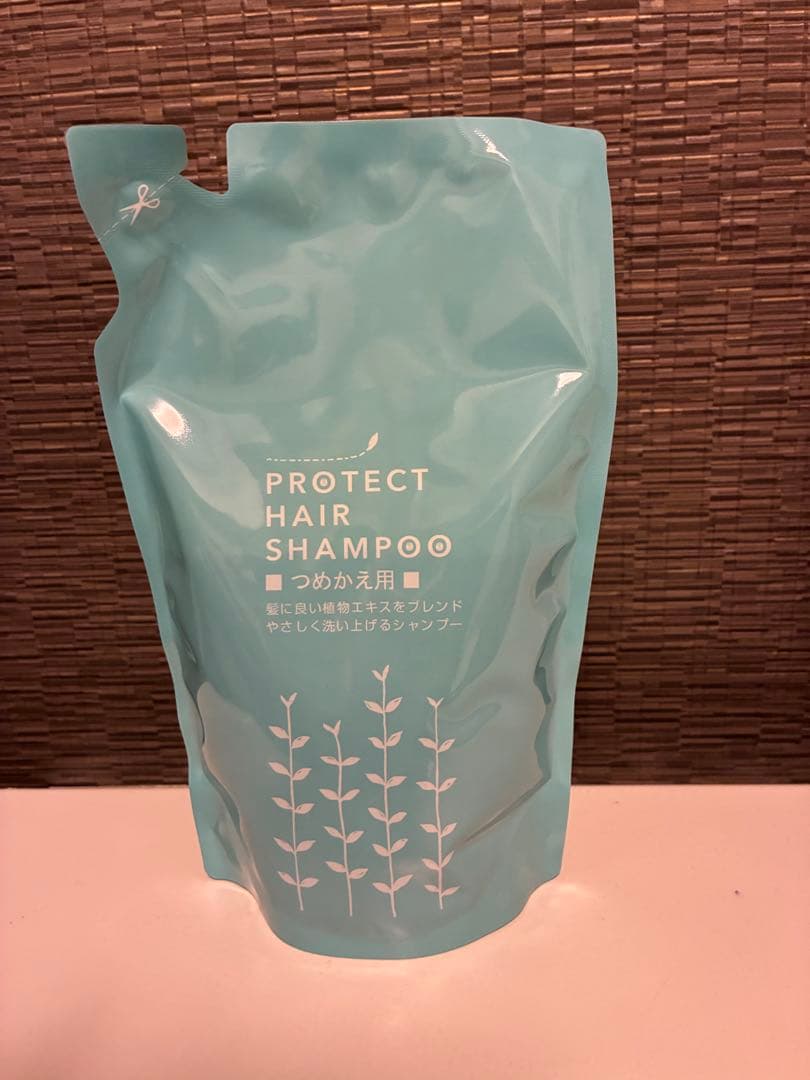 PROTECT
HAIR
SHAMPOO
■ つめかえ用 ■
髪に良い植物エキスをブレンド
やさしく洗い上げるシャンプー